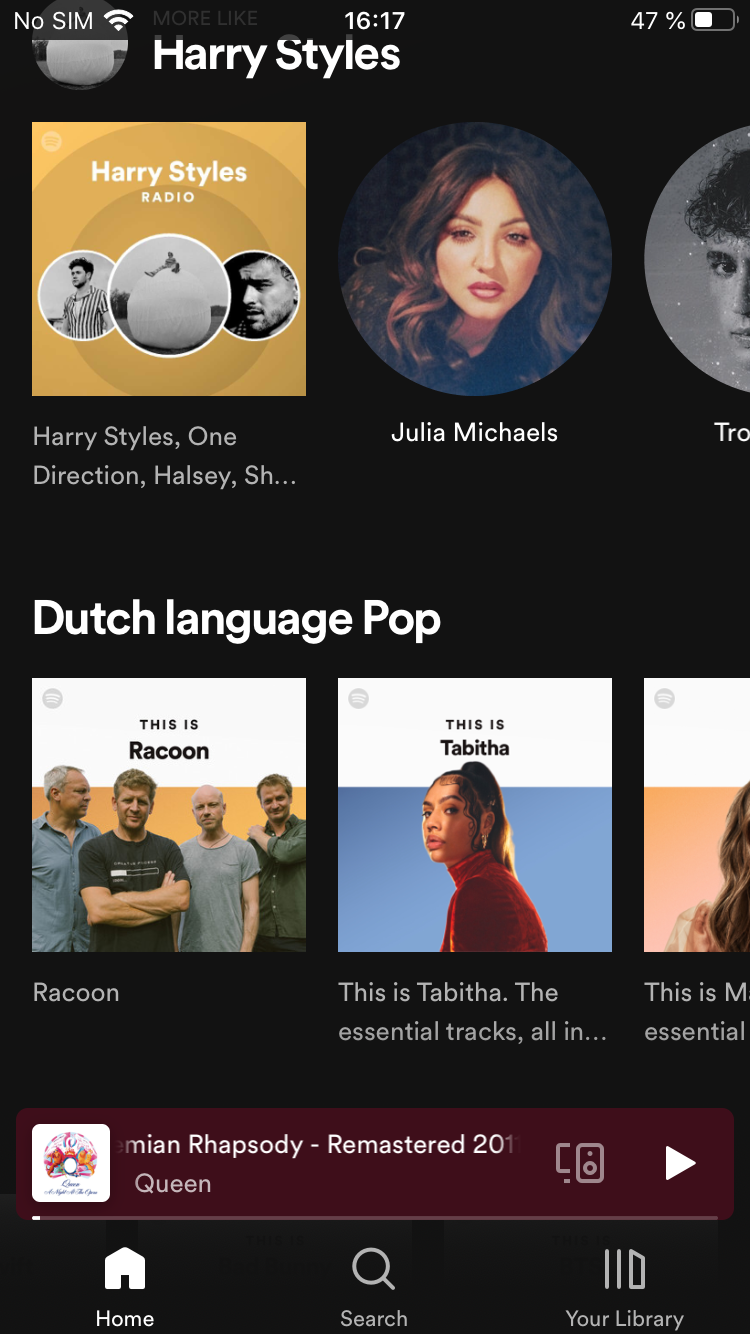 No SIM 16:17 47 %
MORE LIKE
Harry Styles
Harry Styles
RADIO
Harry Styles, One
Direction, Halsey, Sh...
Julia Michaels
Tro
Dutch language Pop
THIS IS
Racoon
THIS IS
Tabitha
Racoon
This is Tabitha. The
essential tracks, all in...
This is M
essential
emian Rhapsody - Remastered 201
Queen
Queen
Home
Search
Your Library